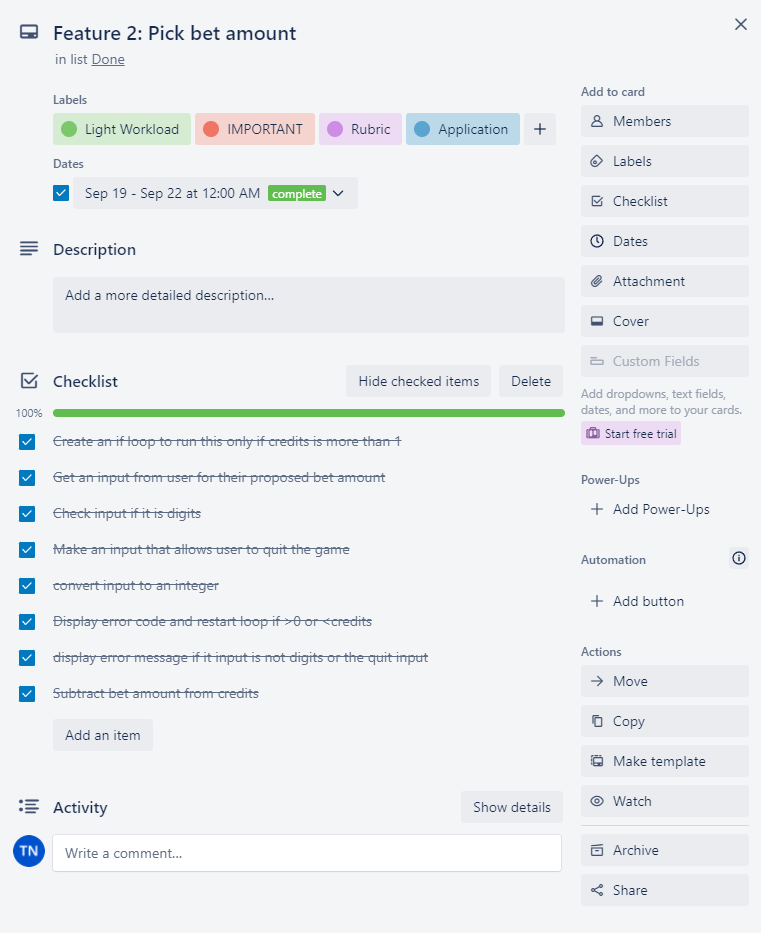 Feature 2: Pick bet amount
in list Done
Labels
Light Workload
IMPORTANT
Rubric
Application
Dates
Sep 19 - Sep 22 at 12:00 AM complete
Description
Add a more detailed description...
Checklist
Hide checked items
Delete
100%
Create an if loop to run this only if credits is more than 1
Get an input from user for their proposed bet amount
Check input if it is digits
Make an input that allows user to quit the game
convert input to an integer
Display error code and restart loop if >0 or <credits
display error message if it input is not digits or the quit input
Subtract bet amount from credits
Add an item
Activity
Show details
TN
Write a comment...
Add to card
Members
Labels
Checklist
Dates
Attachment
Cover
Custom Fields
Add dropdowns, text fields,
dates, and more to your cards.
Start free trial
Power-Ups
Add Power-Ups
Automation
Add button
Actions
Move
Copy
Make template
Watch
Archive
Share